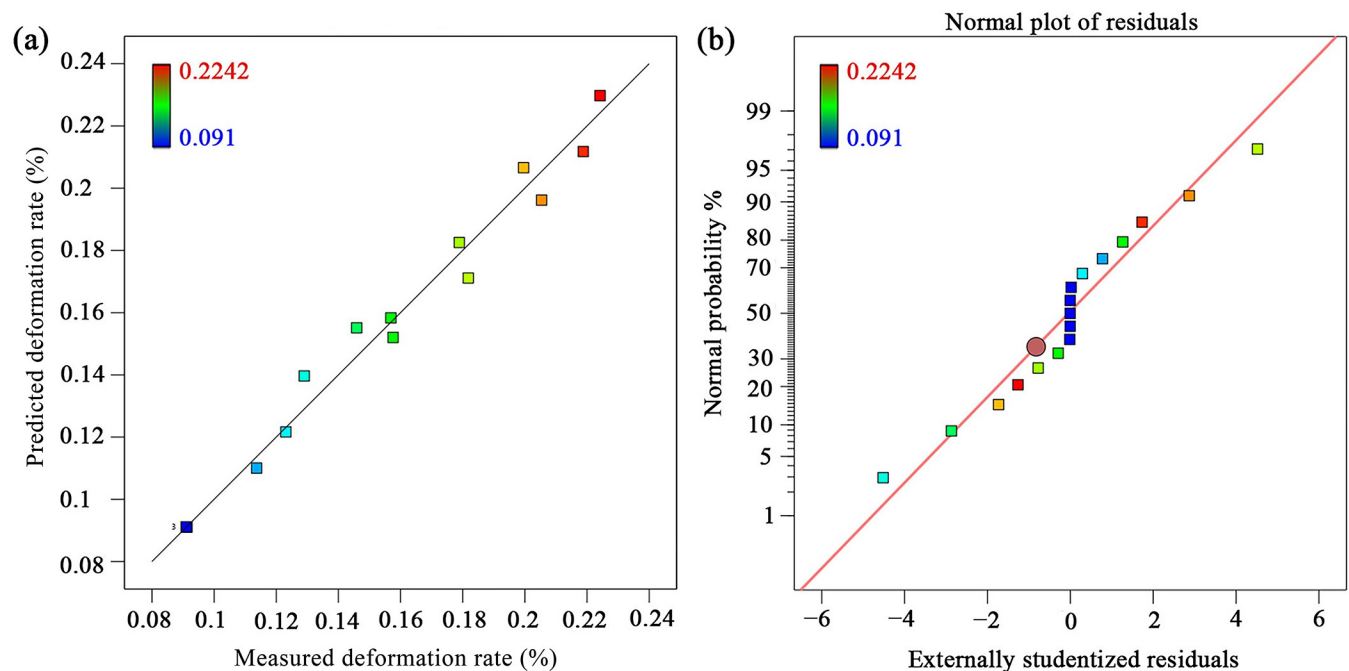 (a)
0.24
0.22
0.2
0.18
0.16
0.14
0.12
0.1
0.08
Predicted deformation rate (%)
0.2242
0.091
3
0.08 0.1 0.12 0.14 0.16 0.18 0.2 0.22 0.24
Measured deformation rate (%)
(b)
Normal plot of residuals
0.2242
0.091
Normal probability %
99
95
90
80
70
50
30
20
10
5
1
−6 −4 −2 0 2 4 6
Externally studentized residuals